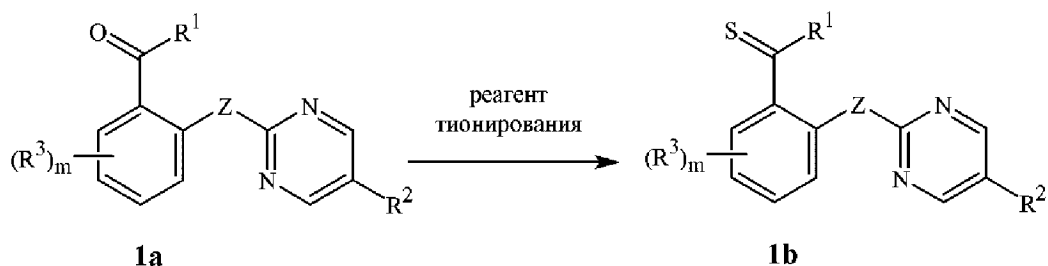 O R¹ S R¹
Z N реагент тионирования Z N
(R³)ₘ N R² (R³)ₘ N R²
1a 1b